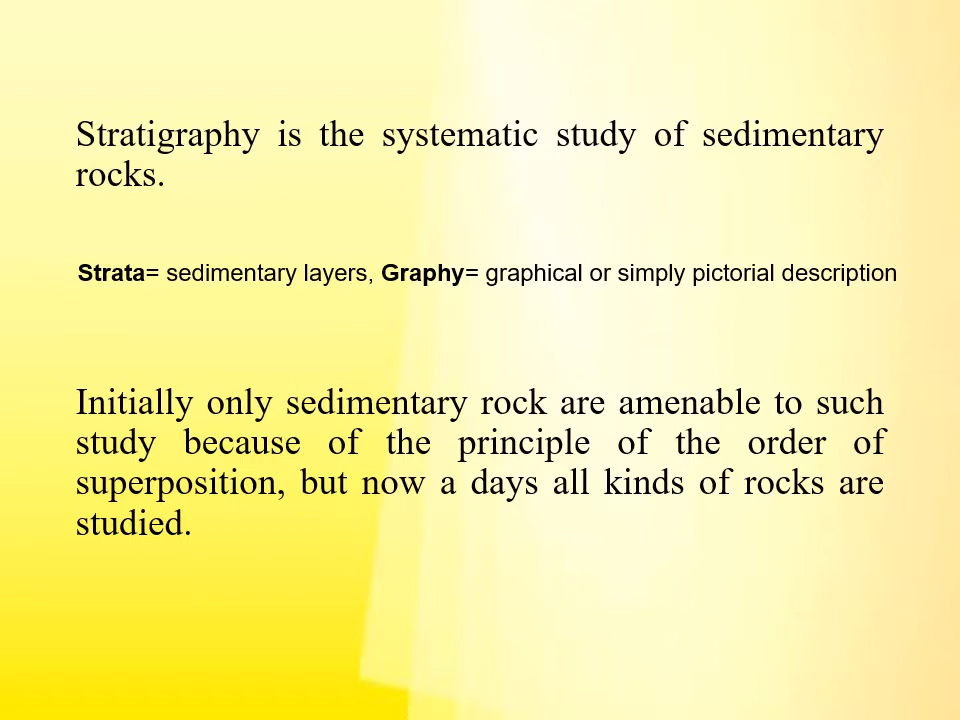 Stratigraphy is the systematic study of sedimentary
rocks.
Strata= sedimentary layers, Graphy= graphical or simply pictorial description
Initially only sedimentary rock are amenable to such
study because of the principle of the order of
superposition, but now a days all kinds of rocks are
studied.